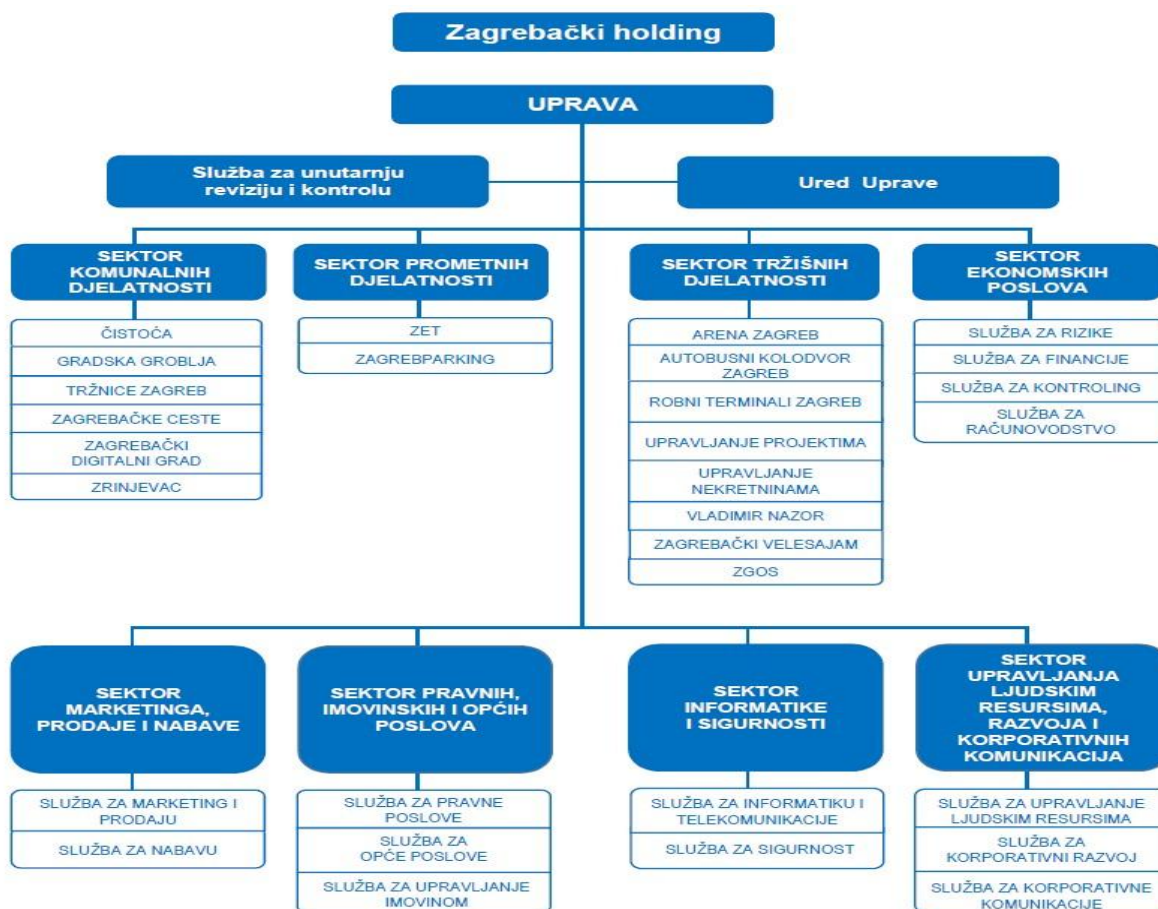 Zagrebački holding
UPRAVA
Služba za unutarnju
reviziju i kontrolu
Ured Uprave
SEKTOR
KOMUNALNIH
DJELATNOSTI
ČISTOĆA
GRADSKA GROBLJA
TRŽNICE ZAGREB
ZAGREBAČKE CESTE
ZAGREBAČKI
DIGITALNI GRAD
ZRINJEVAC
SEKTOR PROMETNIH
DJELATNOSTI
ZET
ZAGREBPARKING
SEKTOR TRŽIŠNIH
DJELATNOSTI
ARENA ZAGREB
AUTOBUSNI KOLODVOR
ZAGREB
ROBNI TERMINALI ZAGREB
UPRAVLJANJE PROJEKTIMA
UPRAVLJANJE
NEKRETNINAMA
VLADIMIR NAZOR
ZAGREBAČKI VELESAJAM
ZGOS
SEKTOR
EKONOMSKIH
POSLOVA
SLUŽBA ZA RIZIKE
SLUŽBA ZA FINANCIJE
SLUŽBA ZA KONTROLING
SLUŽBA ZA
RAČUNOVODSTVO
SEKTOR
MARKETINGA,
PRODAJE I NABAVE
SLUŽBA ZA MARKETING I
PRODAJU
SLUŽBA ZA NABAVU
SEKTOR PRAVNIH,
IMOVINSKIH I OPĆIH
POSLOVA
SLUŽBA ZA PRAVNE
POSLOVE
SLUŽBA ZA
OPĆE POSLOVE
SLUŽBA ZA UPRAVLJANJE
IMOVINOM
SEKTOR
INFORMATIKE
I SIGURNOSTI
SLUŽBA ZA INFORMATIKU I
TELEKOMUNIKACIJE
SLUŽBA ZA SIGURNOST
SEKTOR
UPRAVLJANJA
LJUDSKIM
RESURSIMA,
RAZVOJA I
KORPORATIVNIH
KOMUNIKACIJA
SLUŽBA ZA UPRAVLJANJE
LJUDSKIM RESURSIMA
SLUŽBA ZA
KORPORATIVNI RAZVOJ
SLUŽBA ZA KORPORATIVNE
KOMUNIKACIJE